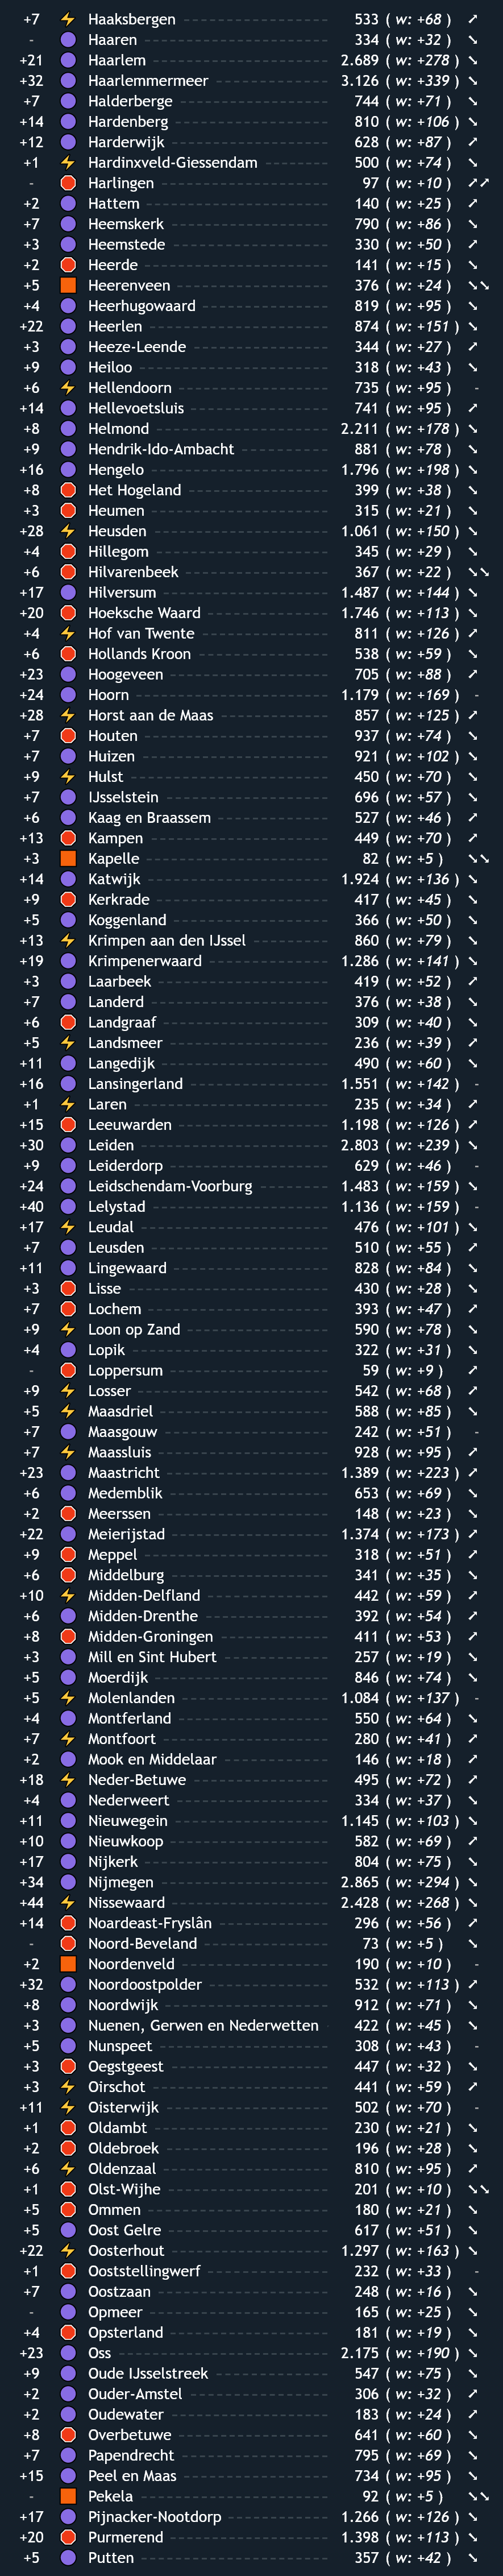 +7 Haaksbergen 533 ( w: +68 )
- Haaren 334 ( w: +32 )
+21 Haarlem 2.689 ( w: +278 )
+32 Haarlemmermeer 3.126 ( w: +339 )
+7 Halderberge 744 ( w: +71 )
+14 Hardenberg 810 ( w: +106 )
+12 Harderwijk 628 ( w: +87 )
+1 Hardinxveld-Giessendam 500 ( w: +74 )
- Harlingen 97 ( w: +10 )
+2 Hattem 140 ( w: +25 )
+7 Heemskerk 790 ( w: +86 )
+3 Heemstede 330 ( w: +50 )
+2 Heerde 141 ( w: +15 )
+5 Heerenveen 376 ( w: +24 )
+4 Heerhugowaard 819 ( w: +95 )
+22 Heerlen 874 ( w: +151 )
+3 Heeze-Leende 344 ( w: +27 )
+9 Heiloo 318 ( w: +43 )
+6 Hellendoorn 735 ( w: +95 ) -
+14 Hellevoetsluis 741 ( w: +95 )
+8 Helmond 2.211 ( w: +178 )
+9 Hendrik-Ido-Ambacht 881 ( w: +78 )
+16 Hengelo 1.796 ( w: +198 )
+8 Het Hogeland 399 ( w: +38 )
+3 Heumen 315 ( w: +21 )
+28 Heusden 1.061 ( w: +150 )
+4 Hillegom 345 ( w: +29 )
+6 Hilvarenbeek 367 ( w: +22 )
+17 Hilversum 1.487 ( w: +144 )
+20 Hoeksche Waard 1.746 ( w: +113 )
+4 Hof van Twente 811 ( w: +126 )
+6 Hollands Kroon 538 ( w: +59 )
+23 Hoogeveen 705 ( w: +88 )
+24 Hoorn 1.179 ( w: +169 ) -
+28 Horst aan de Maas 857 ( w: +125 )
+7 Houten 937 ( w: +74 )
+7 Huizen 921 ( w: +102 )
+9 Hulst 450 ( w: +70 )
+7 IJsselstein 696 ( w: +57 )
+6 Kaag en Braassem 527 ( w: +46 )
+13 Kampen 449 ( w: +70 )
+3 Kapelle 82 ( w: +5 )
+14 Katwijk 1.924 ( w: +136 )
+9 Kerkrade 417 ( w: +45 )
+5 Koggenland 366 ( w: +50 )
+13 Krimpen aan den IJssel 860 ( w: +79 )
+19 Krimpenerwaard 1.286 ( w: +141 )
+3 Laarbeek 419 ( w: +52 )
+7 Landerd 376 ( w: +38 )
+6 Landgraaf 309 ( w: +40 )
+5 Landsmeer 236 ( w: +39 )
+11 Langedijk 490 ( w: +60 )
+16 Lansingerland 1.551 ( w: +142 ) -
+1 Laren 235 ( w: +34 )
+15 Leeuwarden 1.198 ( w: +126 )
+30 Leiden 2.803 ( w: +239 )
+9 Leiderdorp 629 ( w: +46 ) -
+24 Leidschendam-Voorburg 1.483 ( w: +159 )
+40 Lelystad 1.136 ( w: +159 ) -
+17 Leudal 476 ( w: +101 )
+7 Leusden 510 ( w: +55 )
+11 Lingewaard 828 ( w: +84 )
+3 Lisse 430 ( w: +28 )
+7 Lochem 393 ( w: +47 )
+9 Loon op Zand 590 ( w: +78 )
+4 Lopik 322 ( w: +31 )
- Loppersum 59 ( w: +9 )
+9 Losser 542 ( w: +68 )
+5 Maasdriel 588 ( w: +85 )
+7 Maasgouw 242 ( w: +51 ) -
+7 Maassluis 928 ( w: +95 )
+23 Maastricht 1.389 ( w: +223 )
+6 Medemblik 653 ( w: +69 )
+2 Meerssen 148 ( w: +23 )
+22 Meierijstad 1.374 ( w: +173 )
+9 Meppel 318 ( w: +51 )
+6 Middelburg 341 ( w: +35 )
+10 Midden-Delfland 442 ( w: +59 )
+6 Midden-Drenthe 392 ( w: +54 )
+8 Midden-Groningen 411 ( w: +53 )
+3 Mill en Sint Hubert 257 ( w: +19 )
+5 Moerdijk 846 ( w: +74 )
+5 Molenlanden 1.084 ( w: +137 ) -
+4 Montferland 550 ( w: +64 )
+7 Montfoort 280 ( w: +41 )
+2 Mook en Middelaar 146 ( w: +18 )
+18 Neder-Betuwe 495 ( w: +72 )
+4 Nederweert 334 ( w: +37 )
+11 Nieuwegein 1.145 ( w: +103 )
+10 Nieuwkoop 582 ( w: +69 )
+17 Nijkerk 804 ( w: +75 )
+34 Nijmegen 2.865 ( w: +294 )
+44 Nissewaard 2.428 ( w: +268 )
+14 Noardeast-Fryslân 296 ( w: +56 )
- Noord-Beveland 73 ( w: +5 )
+2 Noordenveld 190 ( w: +10 ) -
+32 Noordoostpolder 532 ( w: +113 )
+8 Noordwijk 912 ( w: +71 )
+3 Nuenen, Gerwen en Nederwetten 422 ( w: +45 )
+5 Nunspeet 308 ( w: +43 ) -
+3 Oegstgeest 447 ( w: +32 )
+3 Oirschot 441 ( w: +59 )
+11 Oisterwijk 502 ( w: +70 ) -
+1 Oldambt 230 ( w: +21 )
+2 Oldebroek 196 ( w: +28 )
+6 Oldenzaal 810 ( w: +95 )
+1 Olst-Wijhe 201 ( w: +10 )
+5 Ommen 180 ( w: +21 )
+5 Oost Gelre 617 ( w: +51 )
+22 Oosterhout 1.297 ( w: +163 )
+1 Ooststellingwerf 232 ( w: +33 ) -
+7 Oostzaan 248 ( w: +16 )
- Opmeer 165 ( w: +25 )
+4 Opsterland 181 ( w: +19 )
+23 Oss 2.175 ( w: +190 )
+9 Oude IJsselstreek 547 ( w: +75 )
+2 Ouder-Amstel 306 ( w: +32 )
+2 Oudewater 183 ( w: +24 )
+8 Overbetuwe 641 ( w: +60 )
+7 Papendrecht 795 ( w: +69 )
+15 Peel en Maas 734 ( w: +95 )
- Pekela 92 ( w: +5 )
+17 Pijnacker-Nootdorp 1.266 ( w: +126 )
+20 Purmerend 1.398 ( w: +113 )
+5 Putten 357 ( w: +42 )